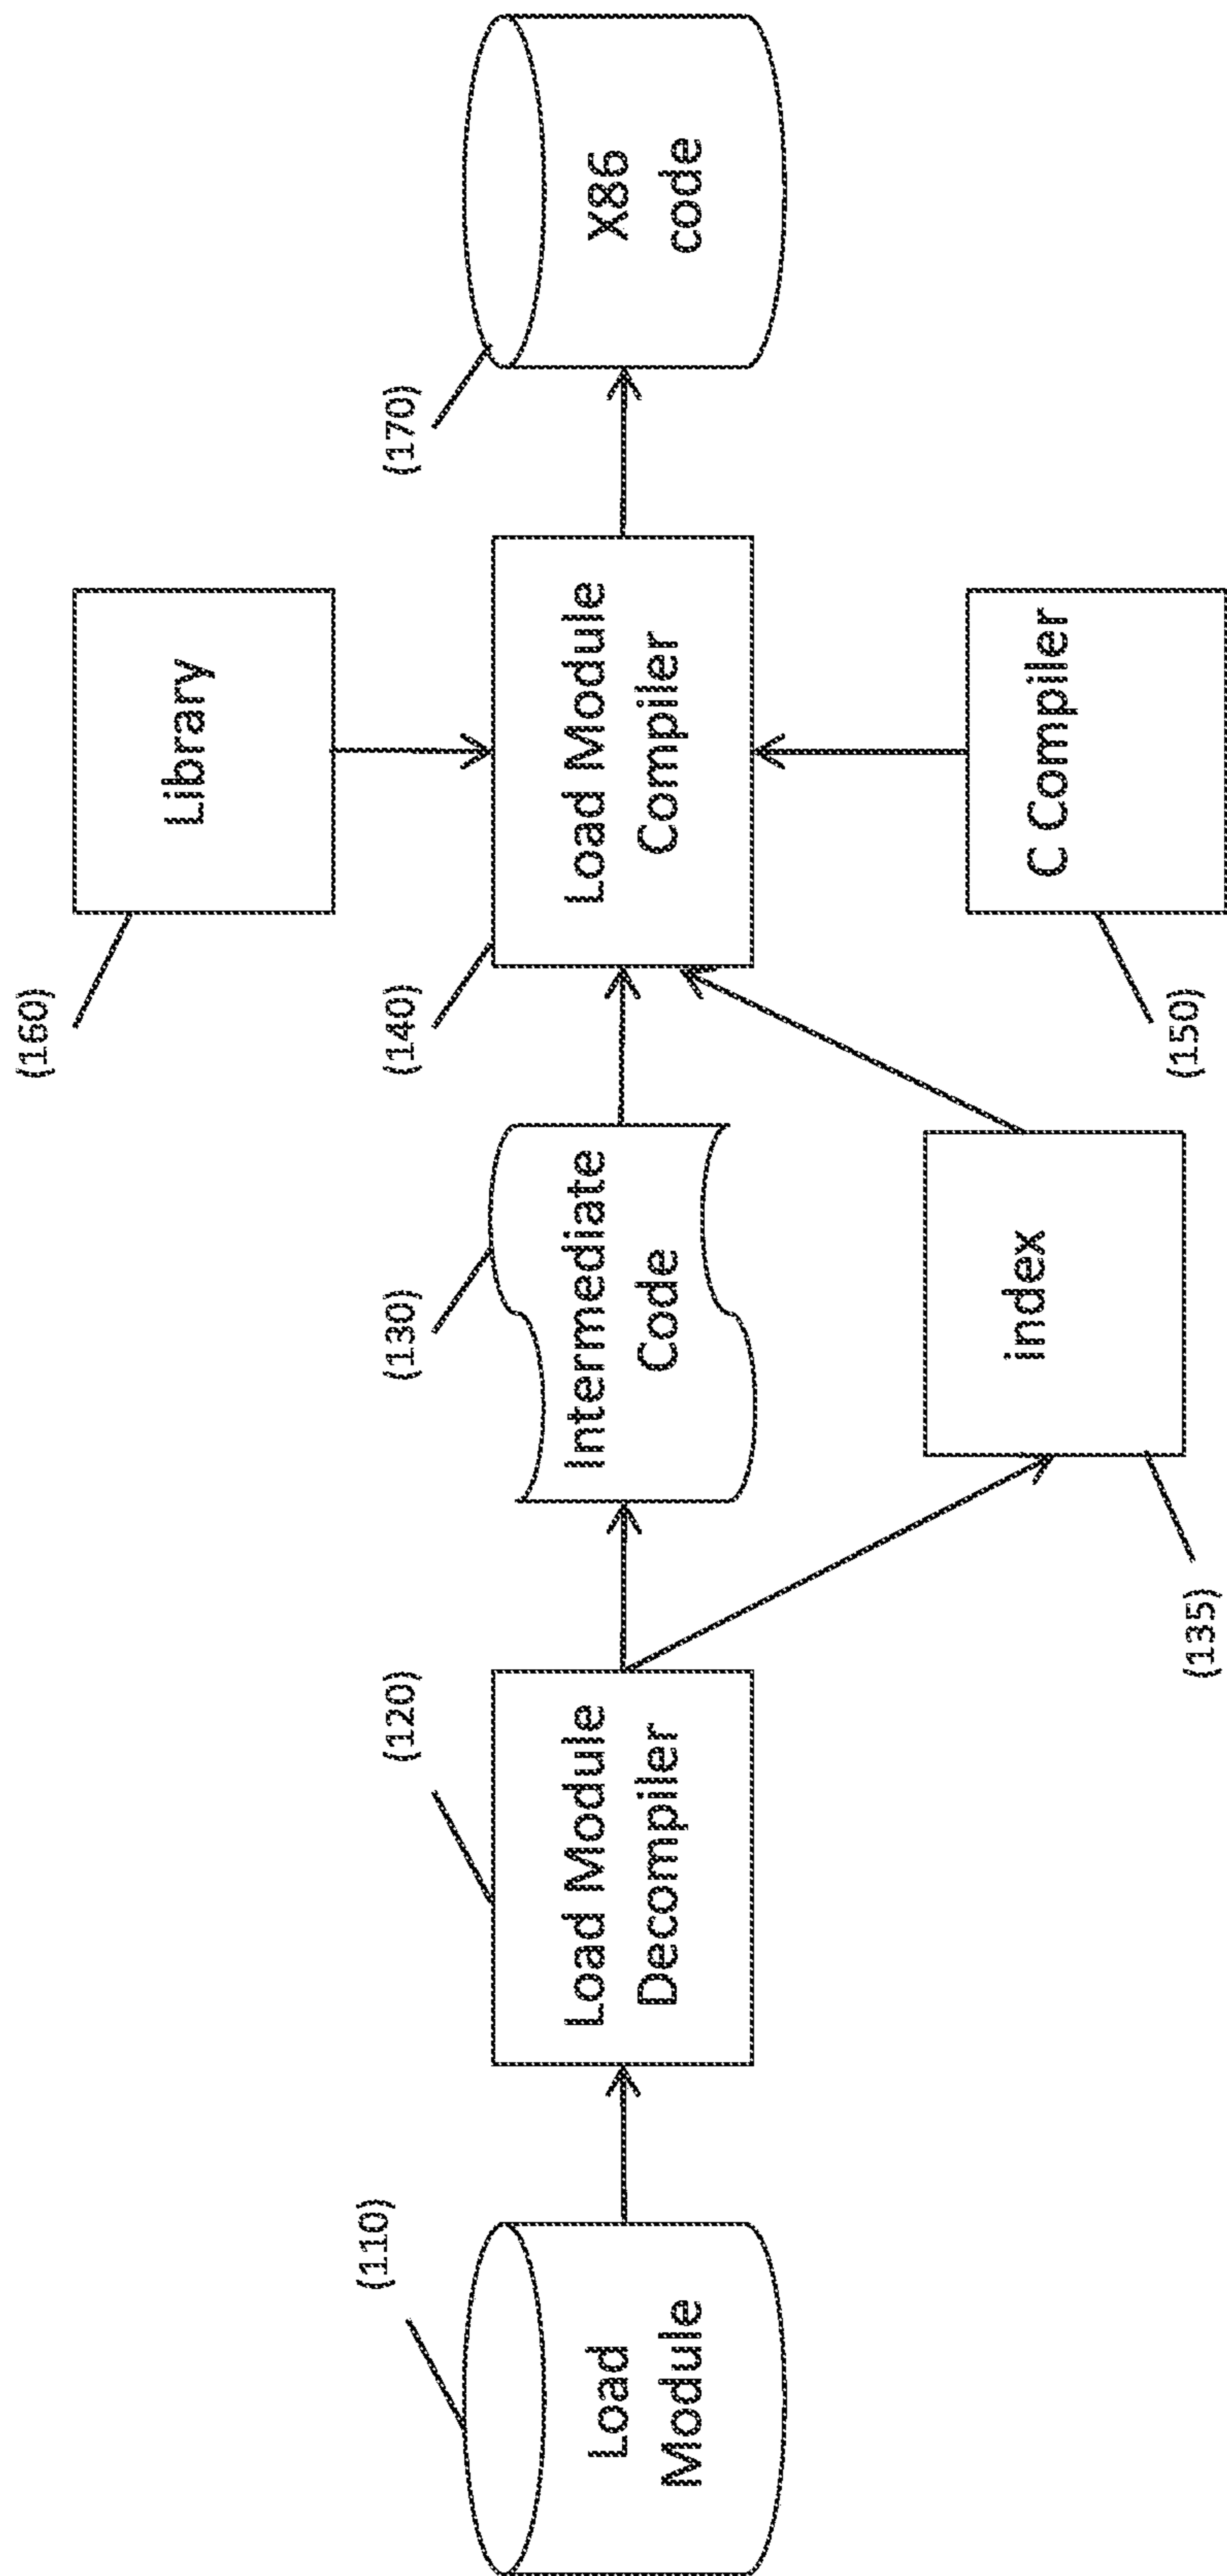 (160)
Library
(110)
Load
Module
(120)
Load Module
Decompiler
(130)
Intermediate
Code
(140)
Load Module
Compiler
(170)
X86
code
(135)
index
(150)
C Compiler